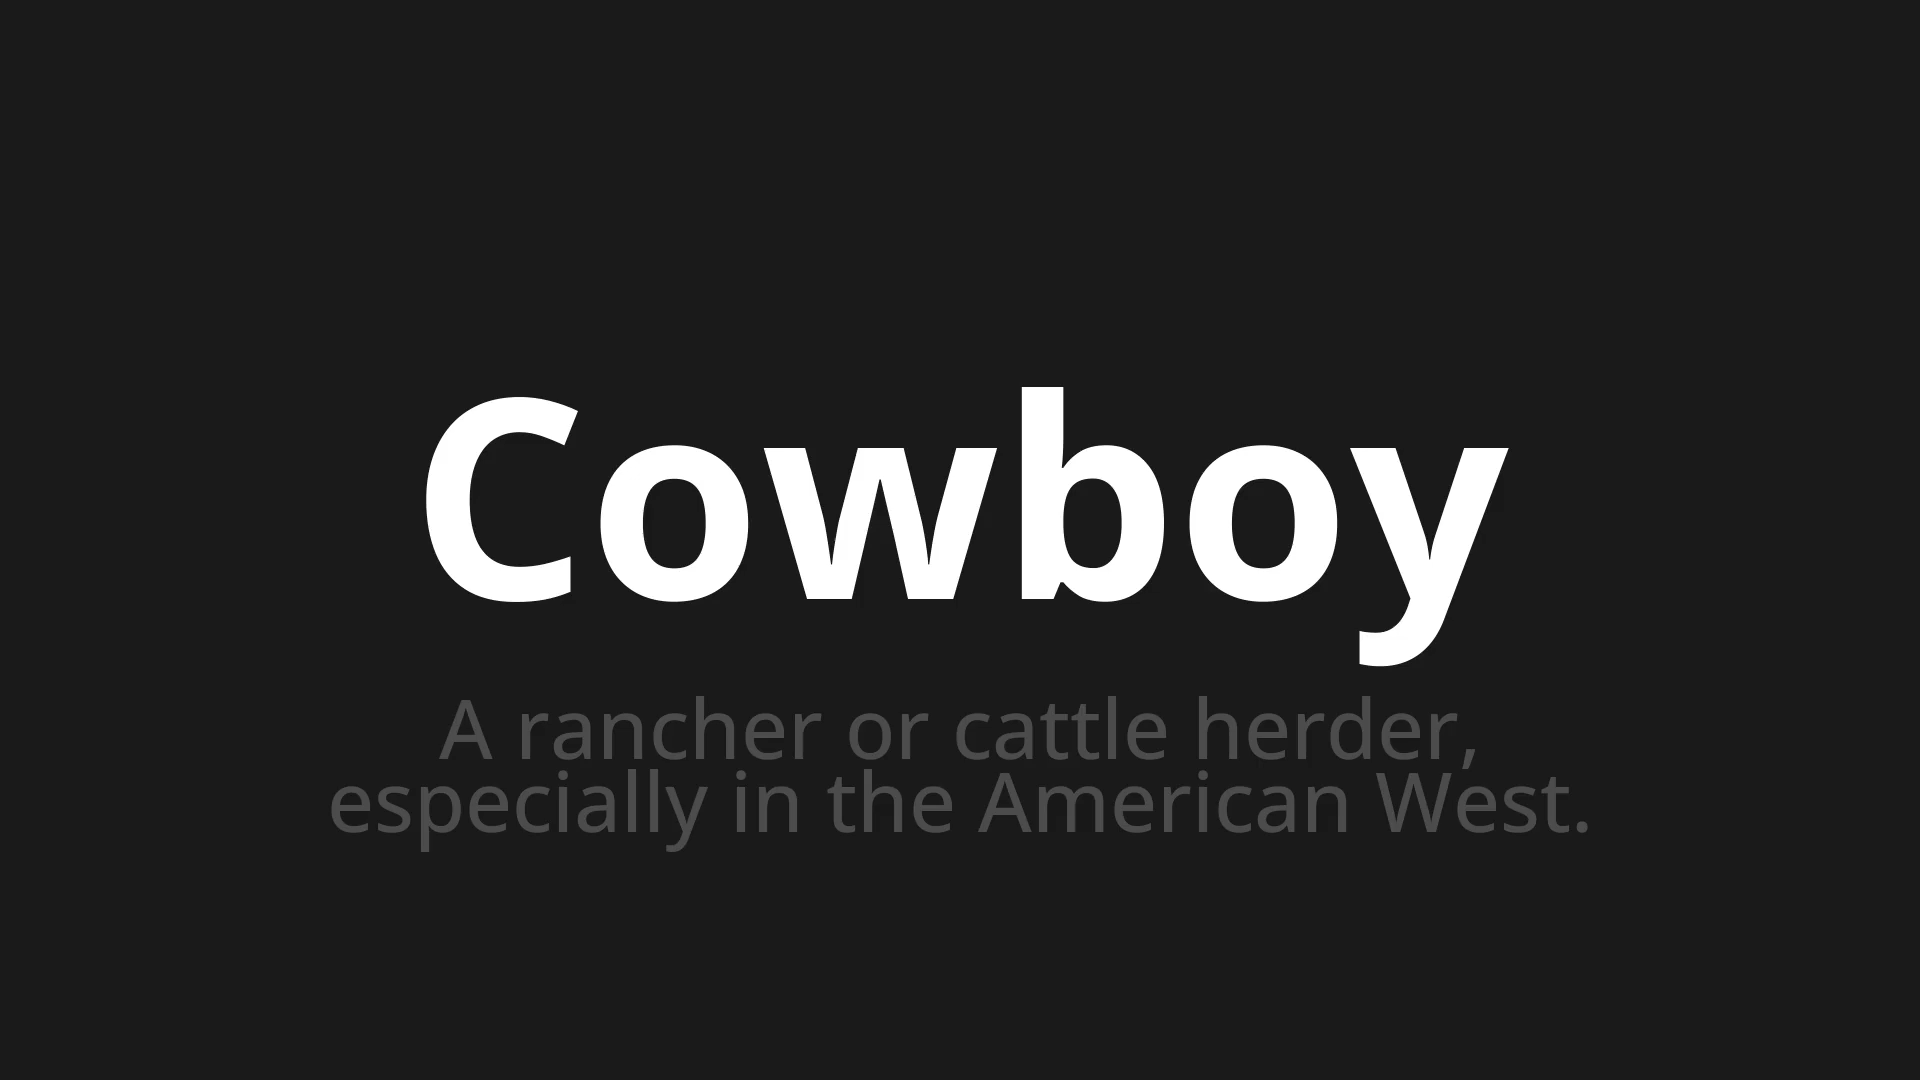 Cowboy
A rancher or cattle herder,
especially in the American West.